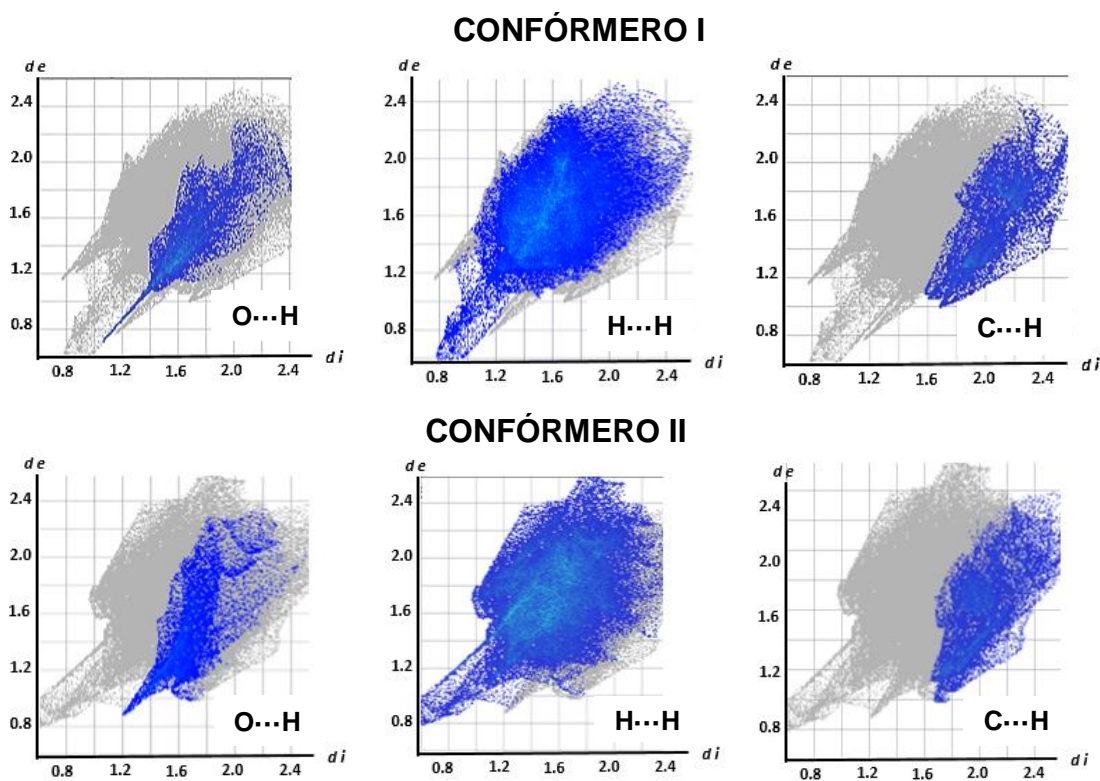 CONFÓRMERO I
de de de
2.4 2.4 2.4
2.0 2.0 2.0
1.6 1.6 1.6
1.2 1.2 1.2
0.8 O···H 0.8 H···H 0.8 C···H
di di di
0.8 1.2 1.6 2.0 2.4 0.8 1.2 1.6 2.0 2.4 0.8 1.2 1.6 2.0 2.4
CONFÓRMERO II
de de de
2.4 2.4 2.4
2.0 2.0 2.0
1.6 1.6 1.6
1.2 1.2 1.2
0.8 O···H 0.8 H···H 0.8 C···H
di di di
0.8 1.2 1.6 2.0 2.4 0.8 1.2 1.6 2.0 2.4 0.8 1.2 1.6 2.0 2.4